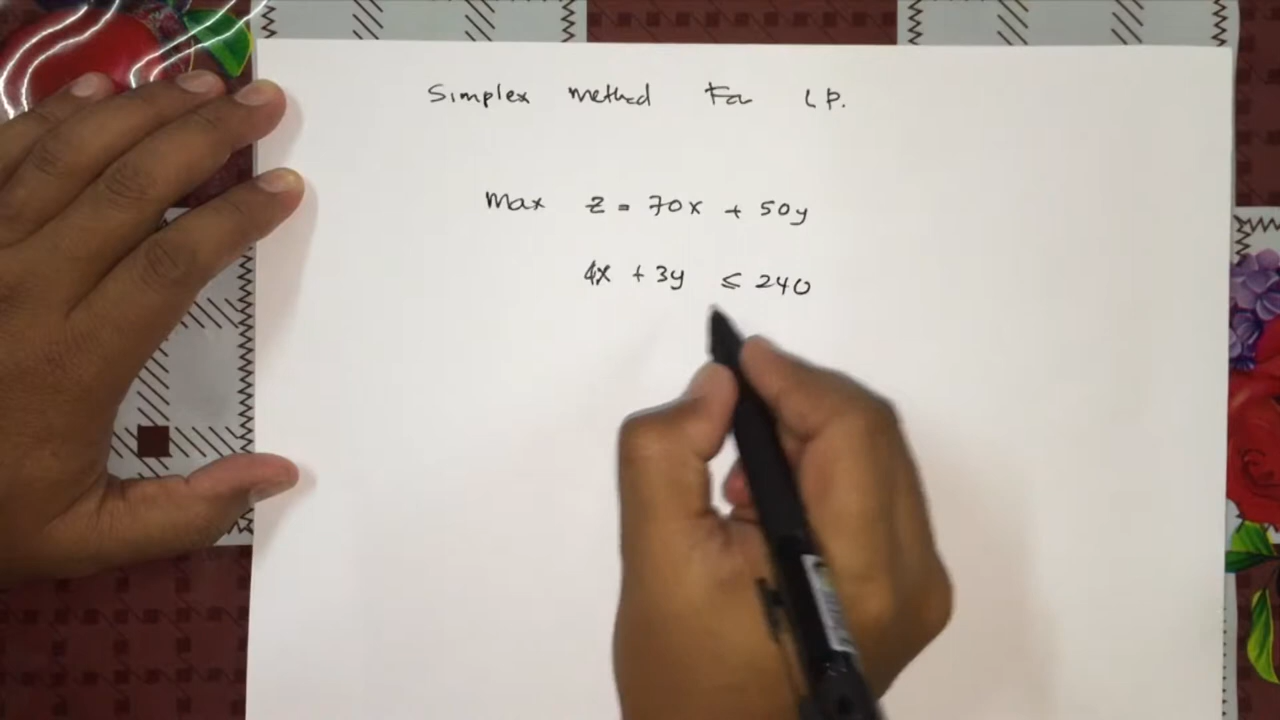 Simplex method For LP.
Max Z = 70x + 50y
4x + 3y ≤ 240